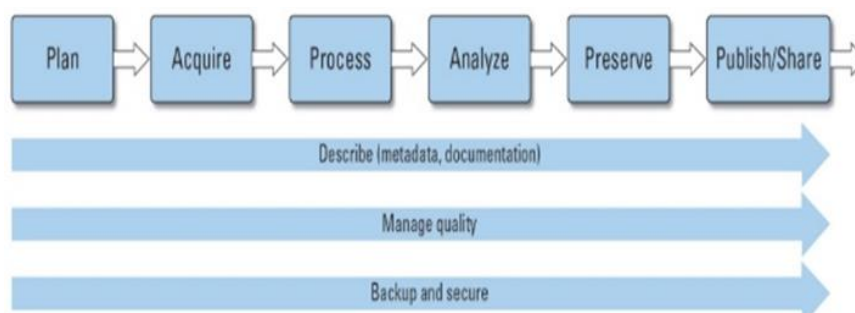 Plan Acquire Process Analyze Preserve Publish/Share
Describe (metadata, documentation)
Manage quality
Backup and secure